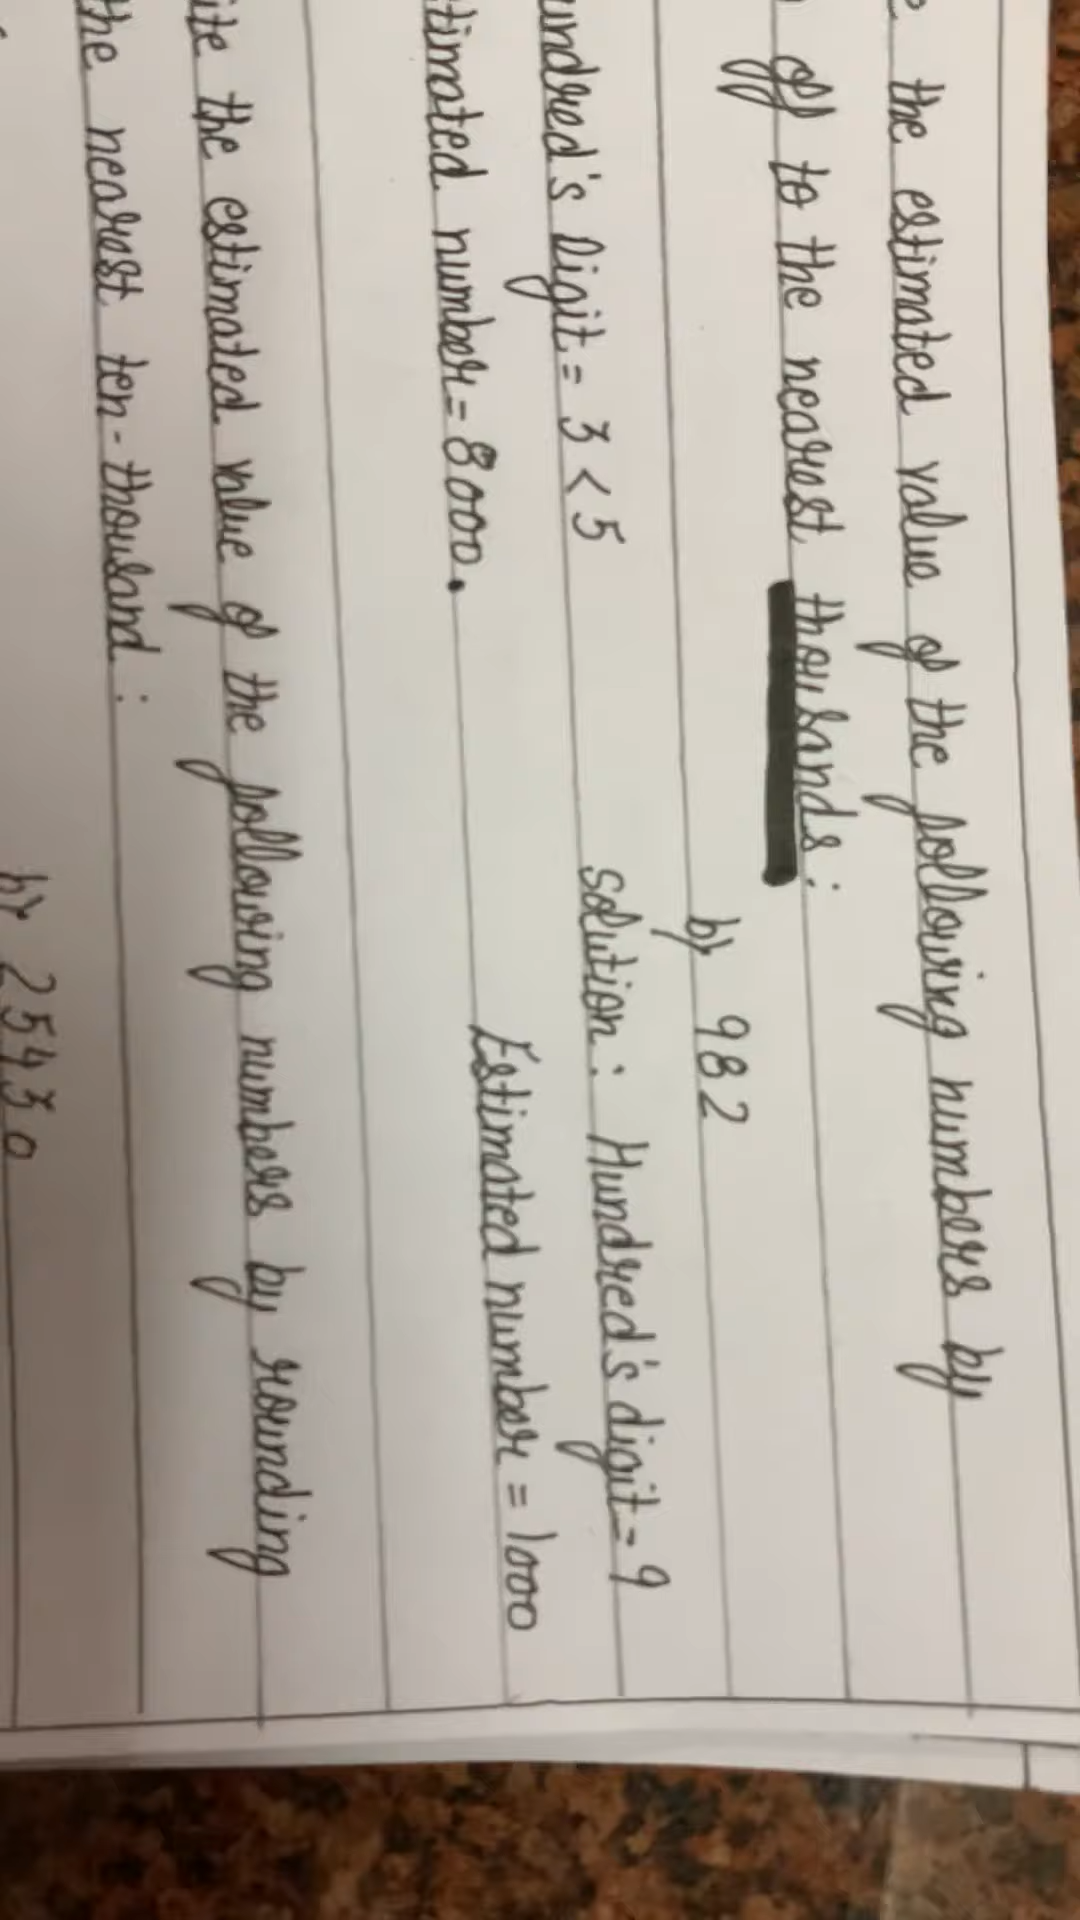 the estimated value of the following numbers by
off to the nearest thousands:
b) 982
undred's Digit = 3 < 5 solution: Hundred's digit = 9
timated number = 8000. Estimated number = 1000
ite the estimated value of the following numbers by rounding
the nearest ten-thousand:
b) 25430